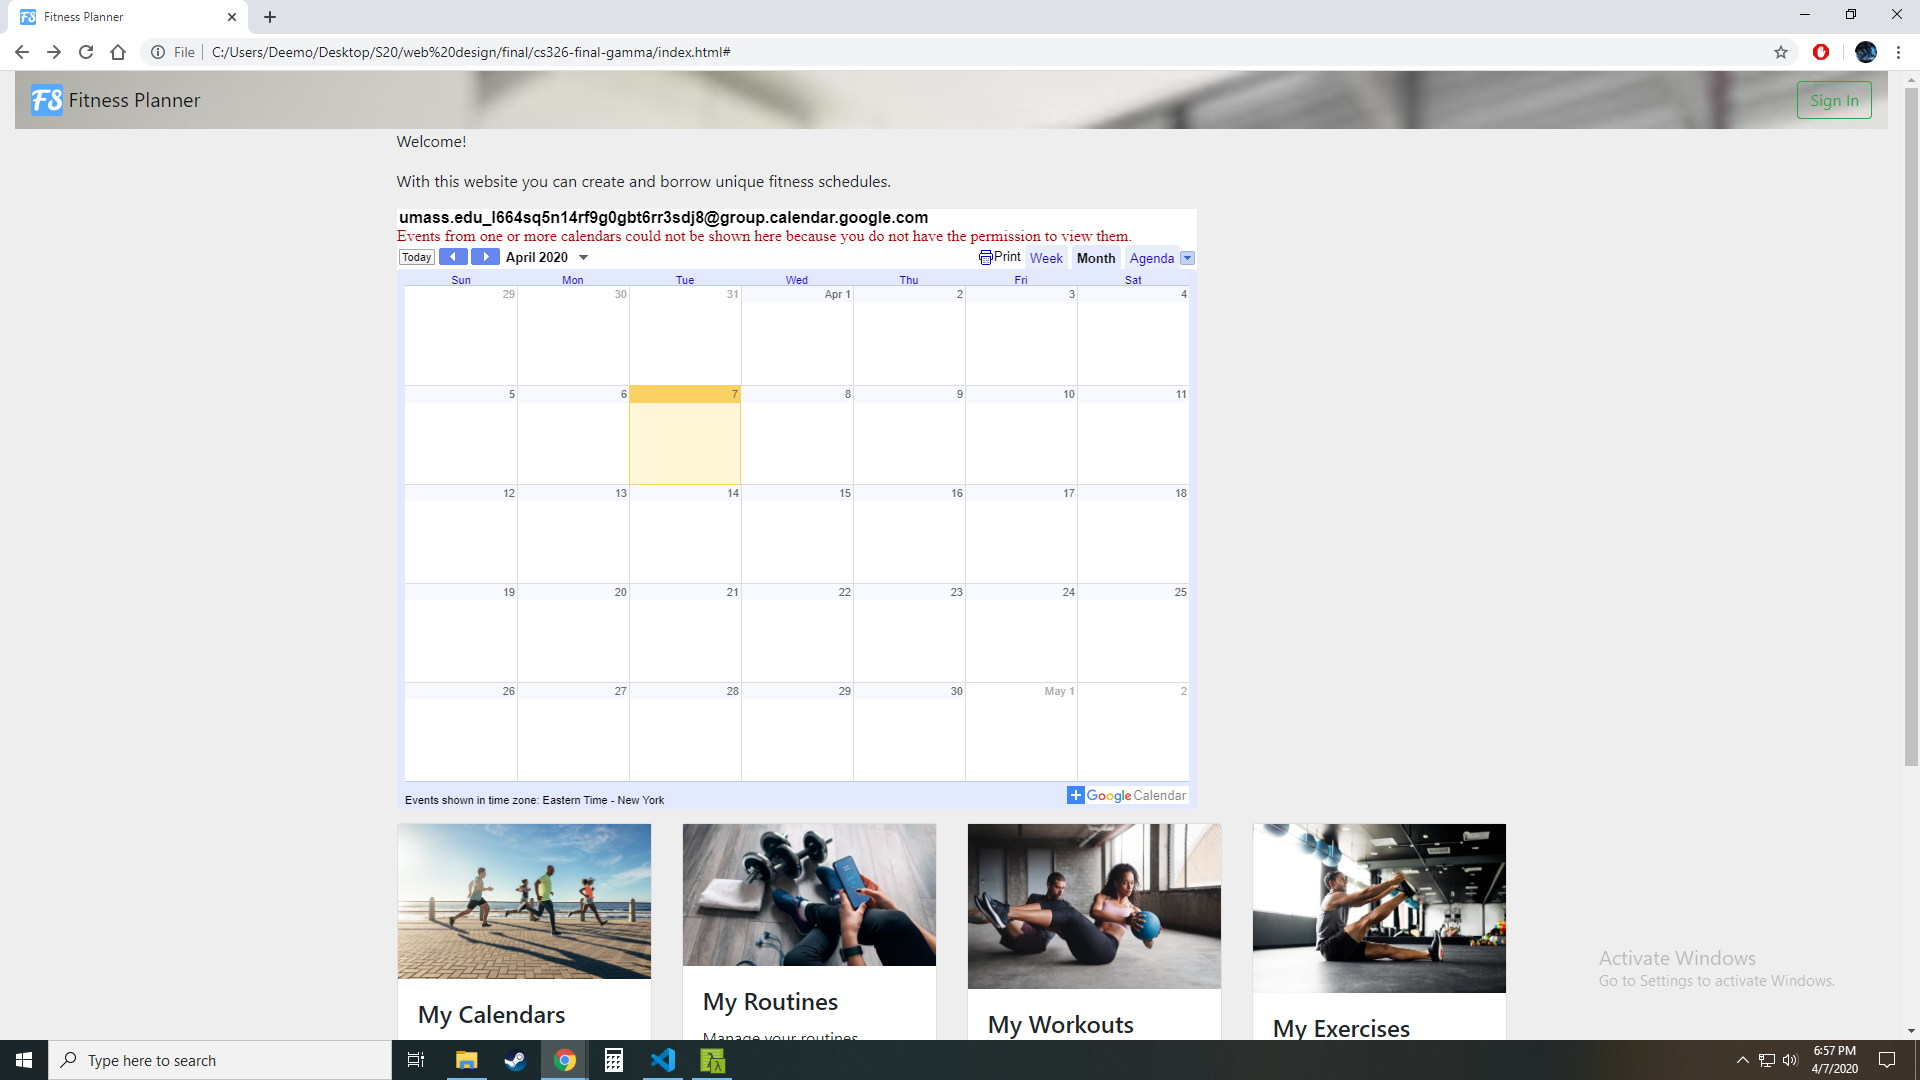 Fitness Planner
File
C:/Users/Deemo/Desktop/S20/web%20design/final/cs326-final-gamma/index.html#
FS Fitness Planner
Sign In
Welcome!
With this website you can create and borrow unique fitness schedules.
umass.edu_l664sq5n14rf9g0gbt6rr3sdj8@group.calendar.google.com
Events from one or more calendars could not be shown here because you do not have the permission to view them.
Today April 2020 Print Week Month Agenda
Sun Mon Tue Wed Thu Fri Sat
29 30 31 Apr 1 2 3 4
5 6 7 8 9 10 11
12 13 14 15 16 17 18
19 20 21 22 23 24 25
26 27 28 29 30 May 1 2
Events shown in time zone: Eastern Time - New York
Google Calendar
My Calendars
My Routines
Manage your routines
My Workouts
My Exercises
Activate Windows
Go to Settings to activate Windows.
Type here to search
6:57 PM
4/7/2020